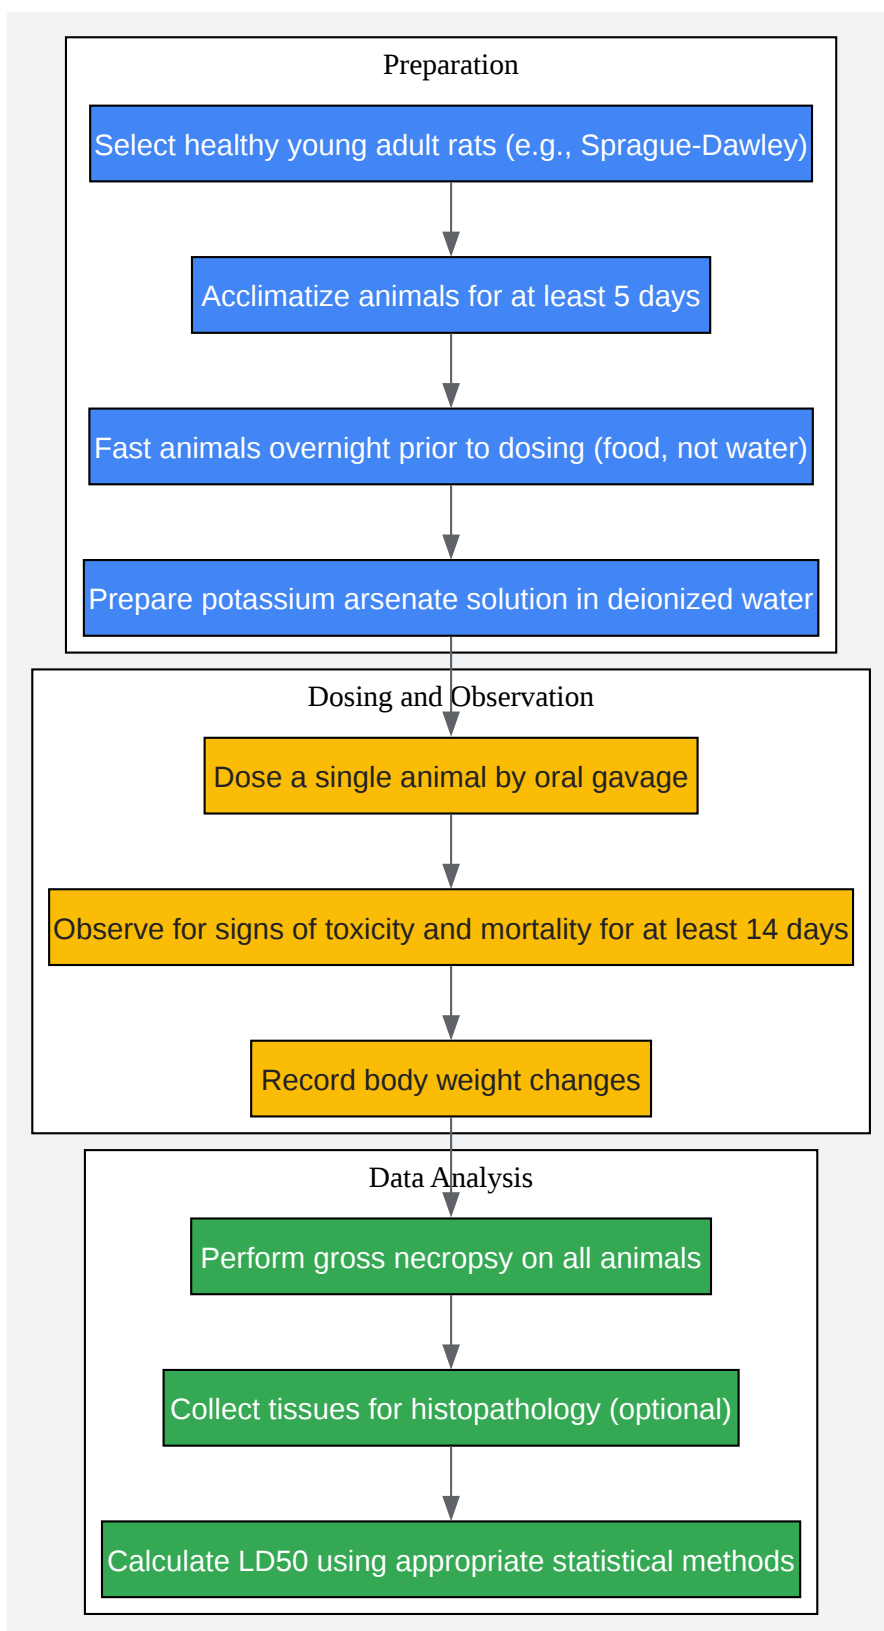 Preparation
Select healthy young adult rats (e.g., Sprague-Dawley)
Acclimatize animals for at least 5 days
Fast animals overnight prior to dosing (food, not water)
Prepare potassium arsenate solution in deionized water
Dosing and Observation
Dose a single animal by oral gavage
Observe for signs of toxicity and mortality for at least 14 days
Record body weight changes
Data Analysis
Perform gross necropsy on all animals
Collect tissues for histopathology (optional)
Calculate LD50 using appropriate statistical methods